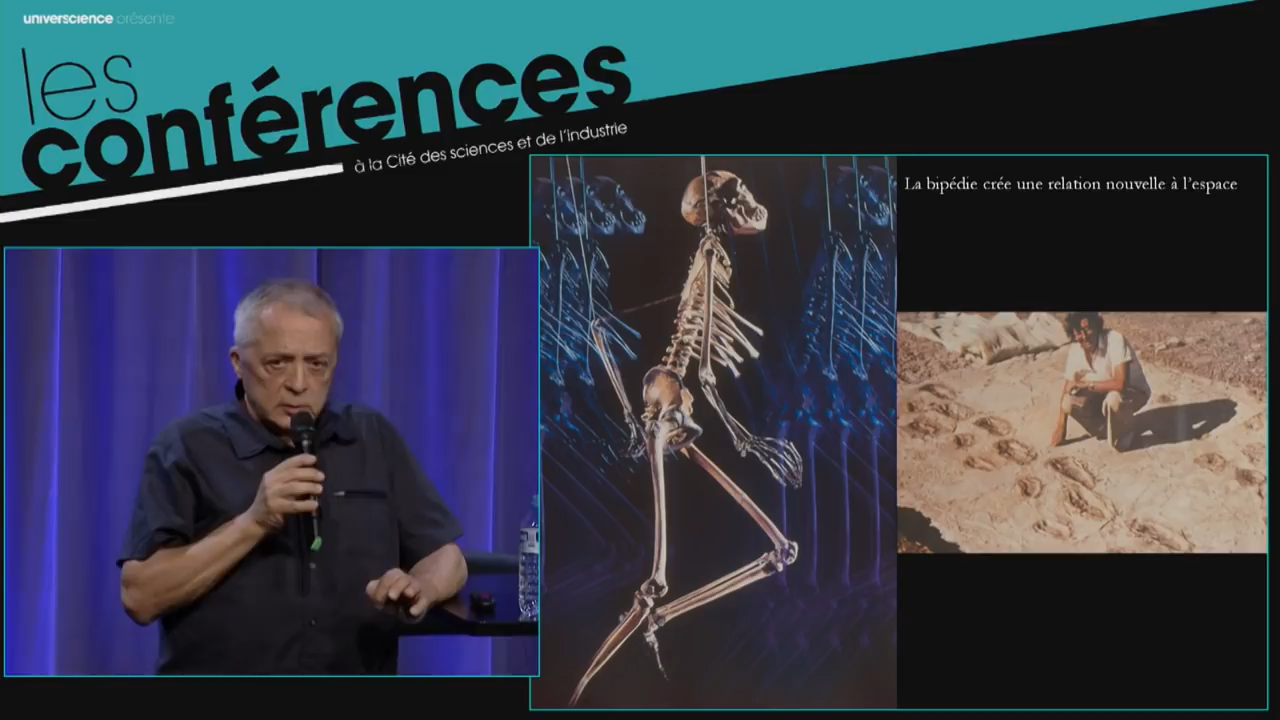 universcience présente
les
conférences
à la Cité des sciences et de l'industrie
La bipédie crée une relation nouvelle à l'espace